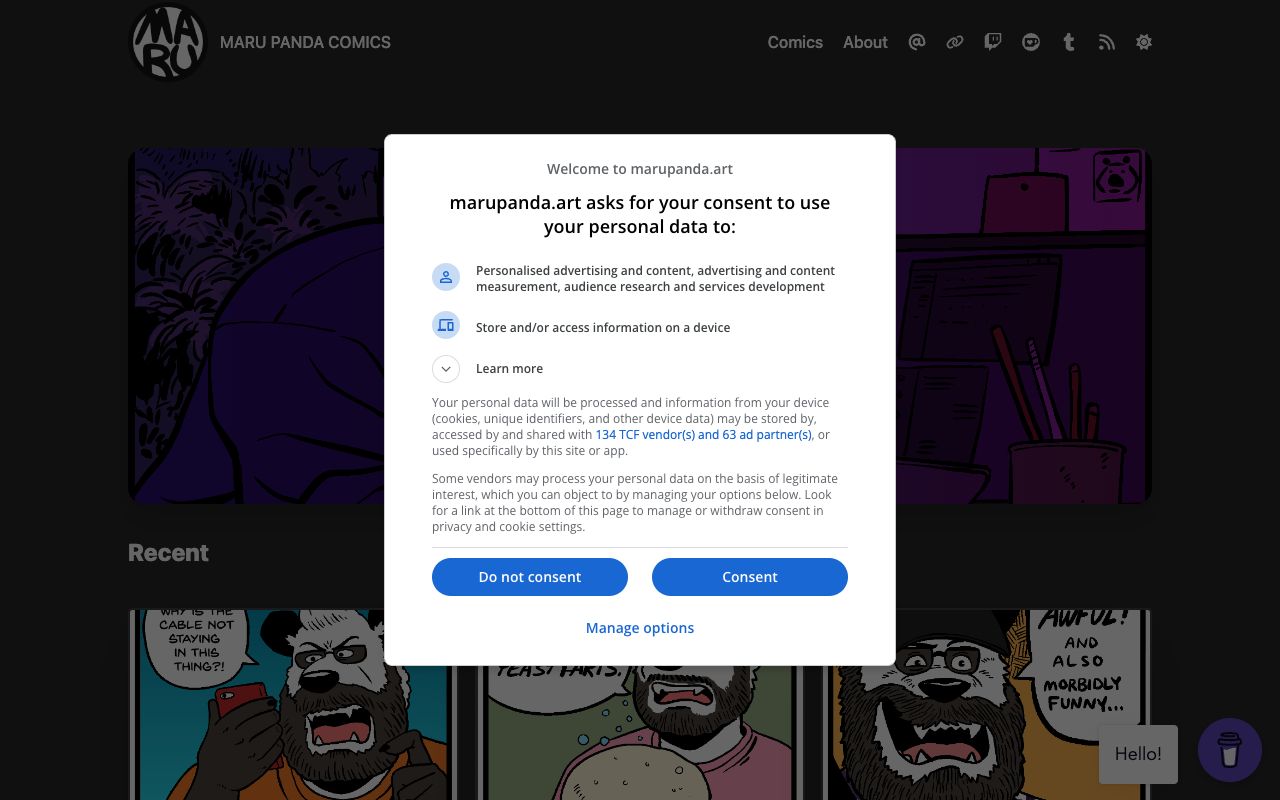 MARU
MARU PANDA COMICS
Comics
About
Welcome to marupanda.art
marupanda.art asks for your consent to use
your personal data to:
Personalised advertising and content, advertising and content
measurement, audience research and services development
Store and/or access information on a device
Learn more
Your personal data will be processed and information from your device
(cookies, unique identifiers, and other device data) may be stored by,
accessed by and shared with 134 TCF vendor(s) and 63 ad partner(s), or
used specifically by this site or app.
Some vendors may process your personal data on the basis of legitimate
interest, which you can object to by managing your options below. Look
for a link at the bottom of this page to manage or withdraw consent in
privacy and cookie settings.
Do not consent
Consent
Manage options
Recent
WHY IS THE
CABLE NOT
STAYING
IN THIS
THING?!
YEAST FARTS.
AWFUL!
AND
ALSO
MORBIDLY
FUNNY...
Hello!